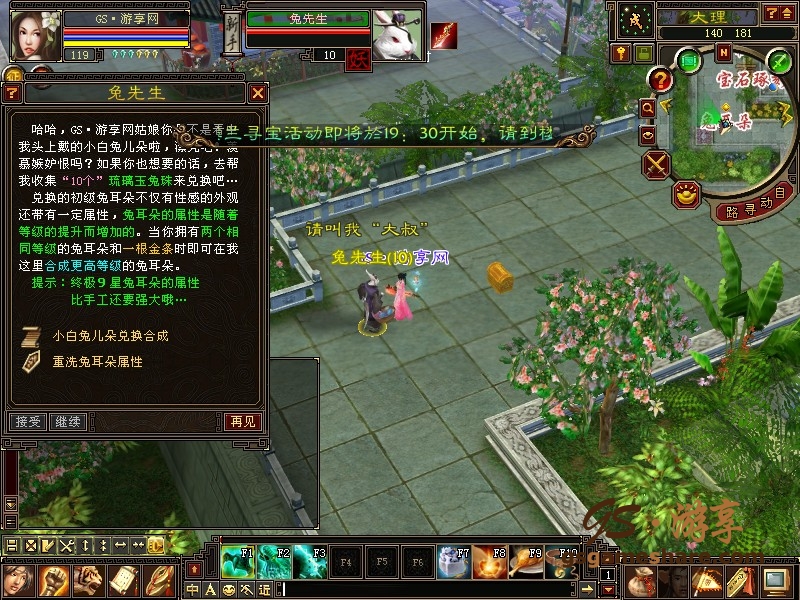 GS·游享网
119
新手
兔先生
10
妖
戌
大理
140 181
N
宝石琢
兔耳朵
自动寻路
兔先生
寻宝活动即将於19：30开始，请到
哈哈，GS·游享网姑娘你
我头上戴的小白兔儿朵啦，
慕嫉妒恨吗？如果你也想要的话，去帮
我收集“10个”琉璃玉兔珠来兑换吧…
兑换的初级兔耳朵不仅有性感的外观
还带有一定属性，兔耳朵的属性是随着
等级的提升而增加的。当你拥有两个相
同等级的兔耳朵和一根金条时即可在我
这里合成更高等级的兔耳朵。
提示：终极9星兔耳朵的属性
比手工还要强大哦…
小白兔儿朵兑换合成
重洗兔耳朵属性
接受 继续 再见
请叫我“大叔”
兔先生(10)享网
GS·游享
F1 F2 F3 F4 F5 F6 F7 F8 F9 F10
1
中 A 近